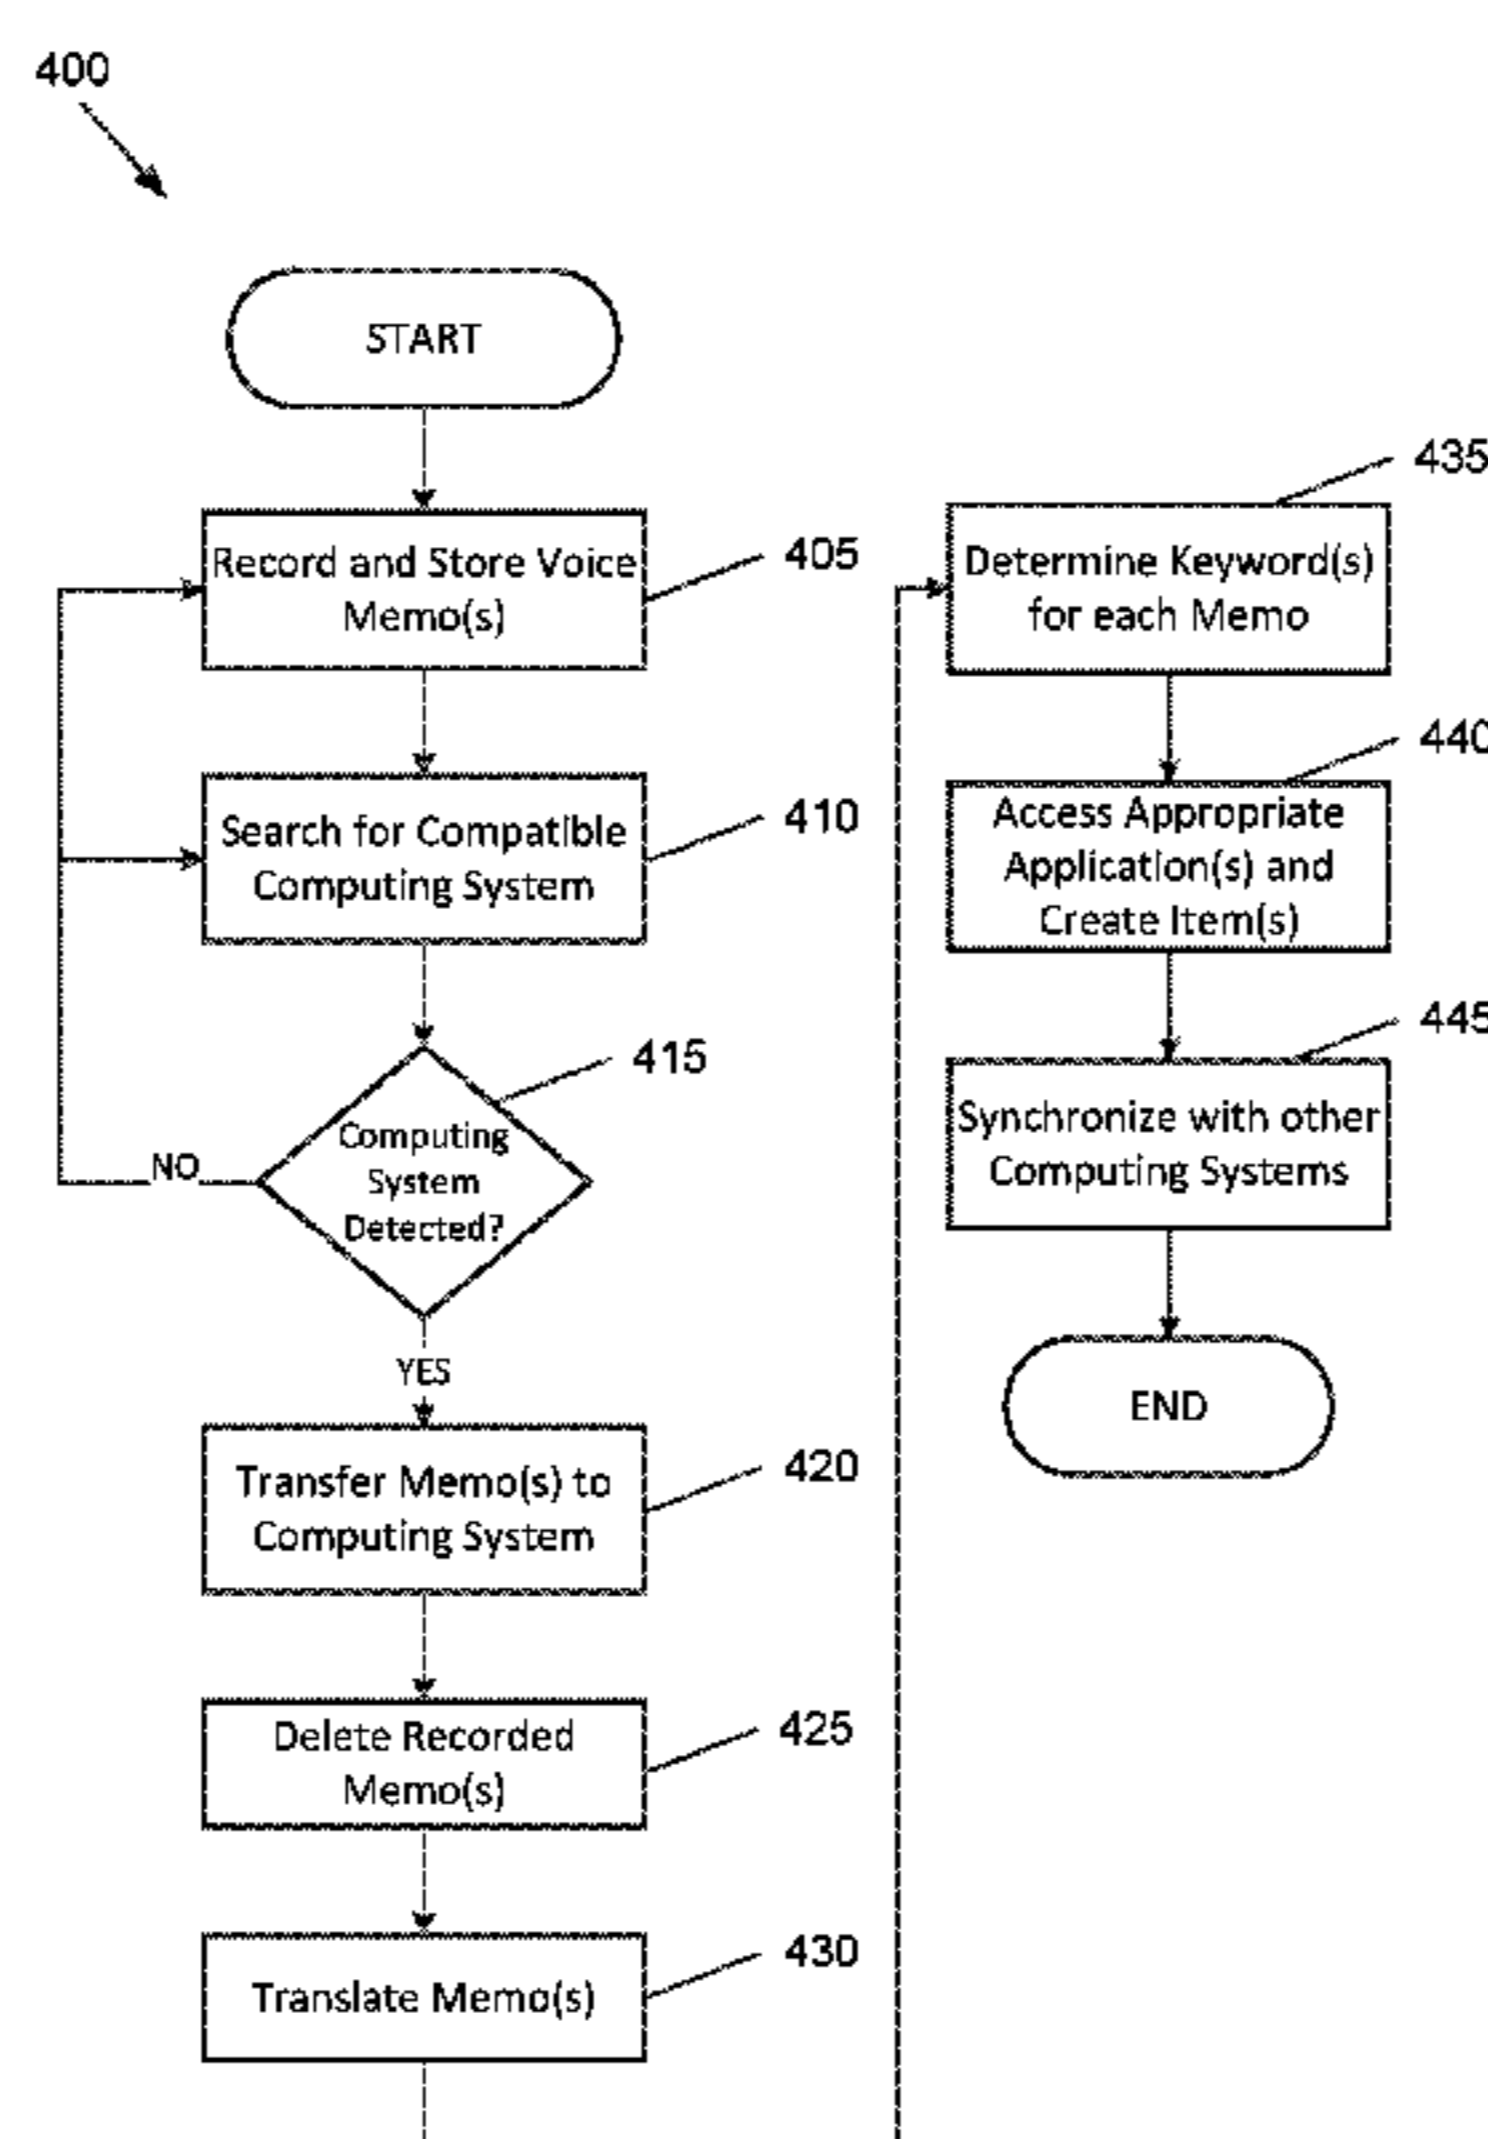 400
START
Record and Store Voice
Memo(s)
405
Search for Compatible
Computing System
410
415
Computing
System
Detected?
NO
YES
Transfer Memo(s) to
Computing System
420
Delete Recorded
Memo(s)
425
Translate Memo(s)
430
435
Determine Keyword(s)
for each Memo
440
Access Appropriate
Application(s) and
Create Item(s)
445
Synchronize with other
Computing Systems
END